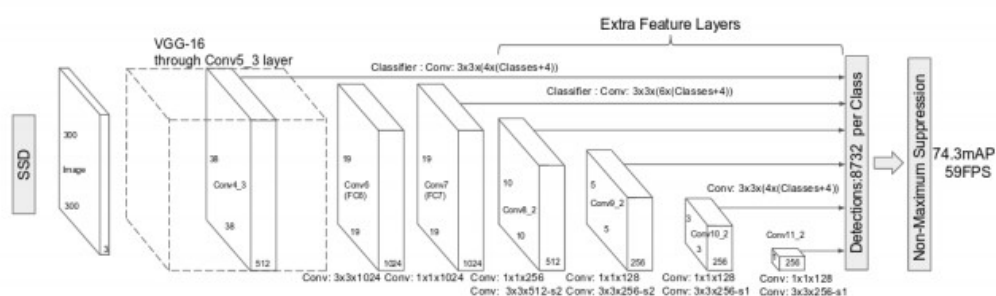 Extra Feature Layers
VGG-16
through Conv5_3 layer
Classifier : Conv: 3x3x(4x(Classes+4))
Classifier : Conv: 3x3x(6x(Classes+4))
SSD
300
Image
300
3
38
Conv4_3
38
512
19
Conv6
(FC6)
19
1024
19
Conv7
(FC7)
19
1024
10
Conv8_2
10
512
5
Conv9_2
5
256
Conv: 3x3x(4x(Classes+4))
3
Conv10_2
3
256
Conv11_2
256
Detections:8732 per Class
Non-Maximum Suppression
74.3mAP
59FPS
Conv: 3x3x1024
Conv: 1x1x1024
Conv: 1x1x256
Conv: 3x3x512-s2
Conv: 1x1x128
Conv: 3x3x256-s2
Conv: 1x1x128
Conv: 3x3x256-s1
Conv: 1x1x128
Conv: 3x3x256-s1